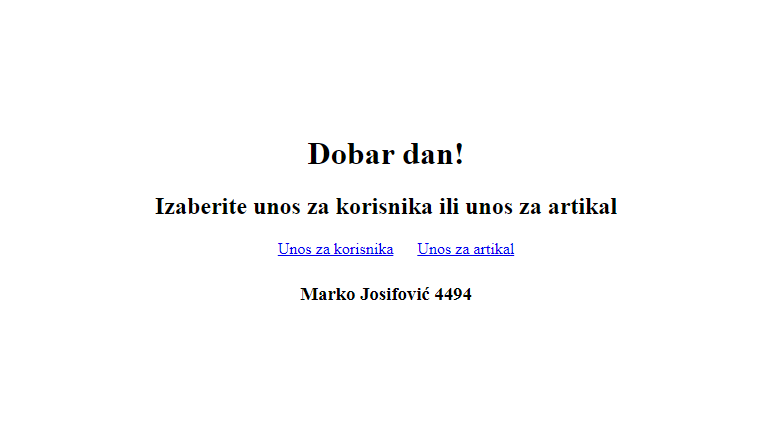 Dobar dan!
Izaberite unos za korisnika ili unos za artikal
Unos za korisnika Unos za artikal
Marko Josifović 4494